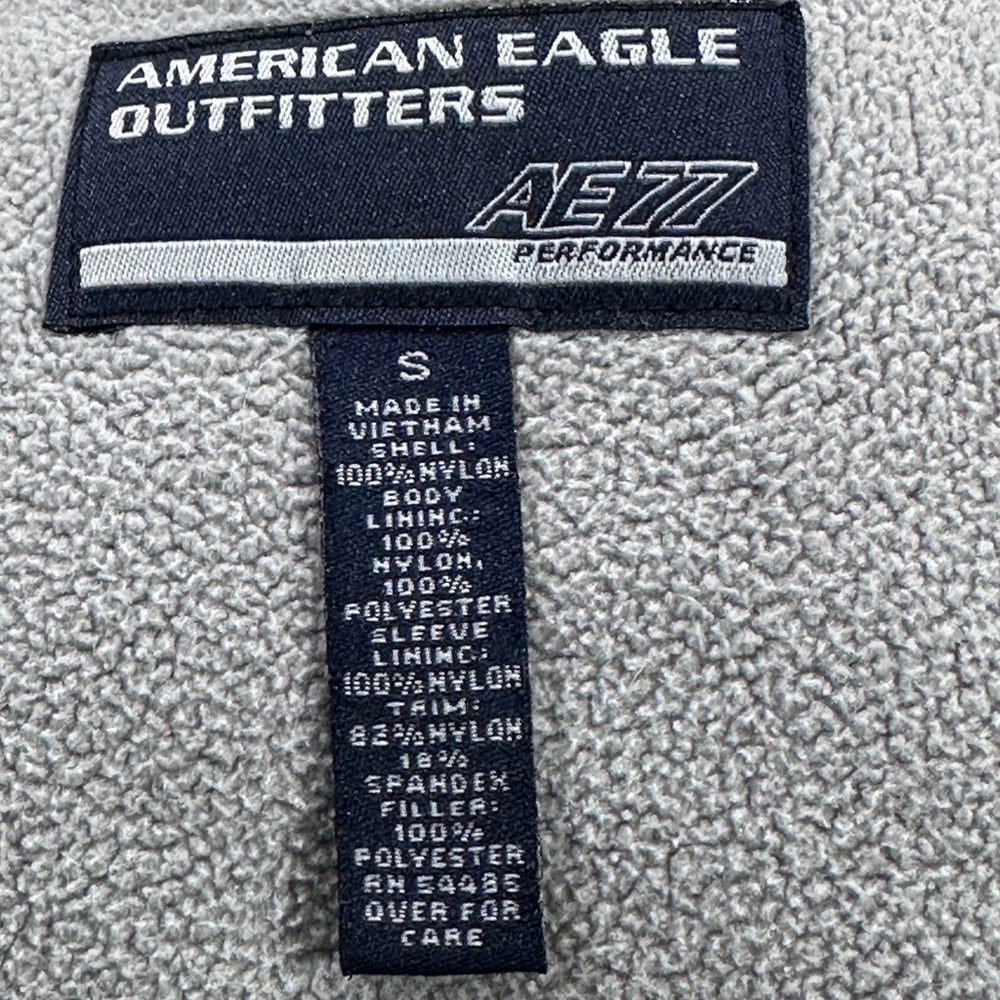 AMERICAN EAGLE
OUTFITTERS
AE77
PERFORMANCE
S
MADE IN
VIETNAM
SHELL:
100%NYLON
BODY
LINING:
100%
NYLON,
100%
POLYESTER
SLEEVE
LINING:
100%NYLON
TRIM:
82%NYLON
18%
SPANDEX
FILLER:
100%
POLYESTER
RN 54485
OVER FOR
CARE